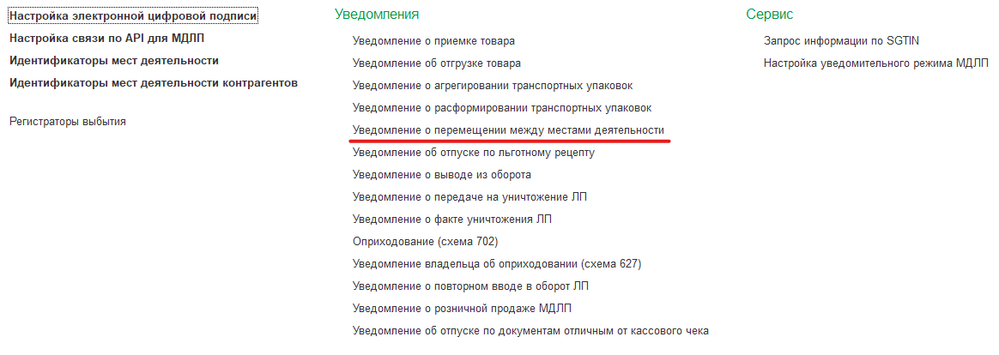 Настройка электронной цифровой подписи
Настройка связи по API для МДЛП
Идентификаторы мест деятельности
Идентификаторы мест деятельности контрагентов
Регистраторы выбытия
Уведомления
Уведомление о приемке товара
Уведомление об отгрузке товара
Уведомление о агрегировании транспортных упаковок
Уведомление о расформировании транспортных упаковок
Уведомление о перемещении между местами деятельности
Уведомление об отпуске по льготному рецепту
Уведомление о выводе из оборота
Уведомление о передаче на уничтожение ЛП
Уведомление о факте уничтожения ЛП
Оприходование (схема 702)
Уведомление владельца об оприходовании (схема 627)
Уведомление о повторном вводе в оборот ЛП
Уведомление о розничной продаже МДЛП
Уведомление об отпуске по документам отличным от кассового чека
Сервис
Запрос информации по SGTIN
Настройка уведомительного режима МДЛП